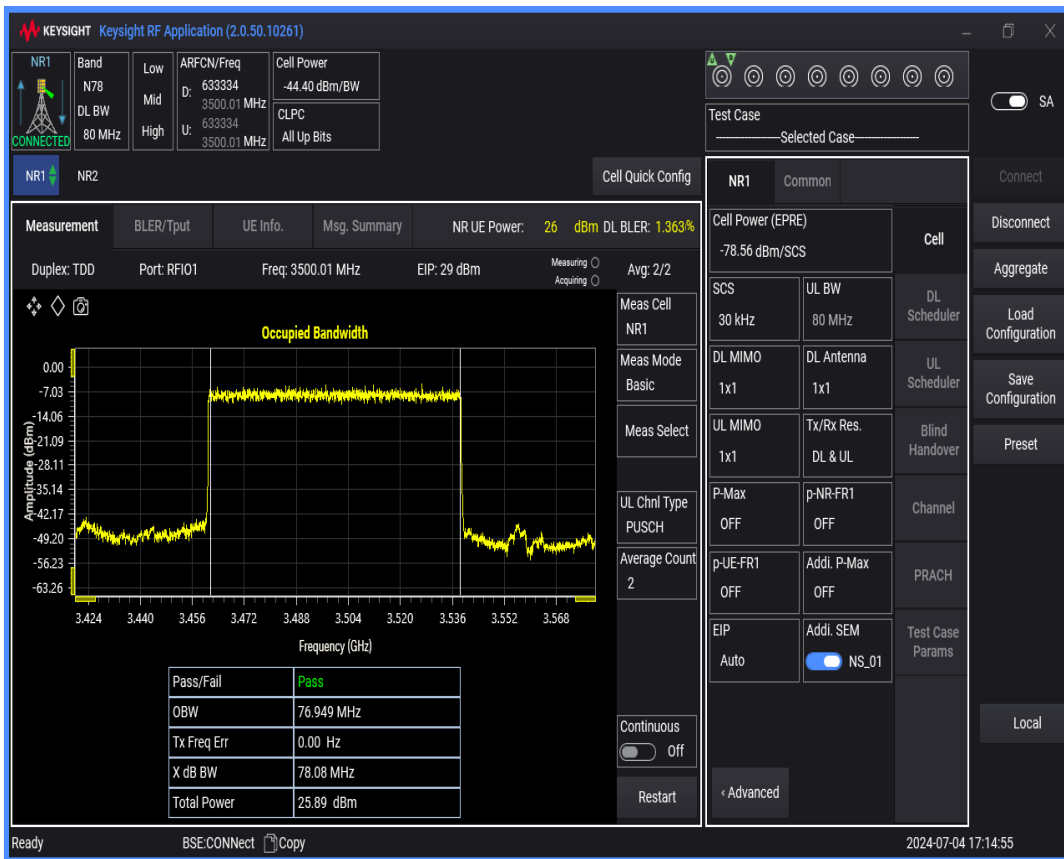 KEYSIGHT Keysight RF Application (2.0.50.10261)
NR1
CONNECTED
Band
N78
DL BW
80 MHz
Low
Mid
High
ARFCN/Freq
D: 633334
3500.01 MHz
U: 633334
3500.01 MHz
Cell Power
-44.40 dBm/BW
CLPC
All Up Bits
Test Case
--------------------Selected Case--------------------
SA
NR1 NR2 Cell Quick Config
Measurement BLER/Tput UE Info. Msg. Summary NR UE Power: 26 dBm DL BLER: 1.363%
Duplex: TDD Port: RFIO1 Freq: 3500.01 MHz EIP: 29 dBm Measuring Acquiring Avg: 2/2
Occupied Bandwidth
Amplitude (dBm)
0.00
-7.03
-14.06
-21.09
-28.11
-35.14
-42.17
-49.20
-56.23
-63.26
3.424 3.440 3.456 3.472 3.488 3.504 3.520 3.536 3.552 3.568
Frequency (GHz)
Pass/Fail Pass
OBW 76.949 MHz
Tx Freq Err 0.00 Hz
X dB BW 78.08 MHz
Total Power 25.89 dBm
Meas Cell
NR1
Meas Mode
Basic
Meas Select
UL Chnl Type
PUSCH
Average Count
2
Continuous
Off
Restart
NR1 Common
Cell Power (EPRE)
-78.56 dBm/SCS
SCS
30 kHz
UL BW
80 MHz
DL MIMO
1x1
DL Antenna
1x1
UL MIMO
1x1
Tx/Rx Res.
DL & UL
P-Max
OFF
p-NR-FR1
OFF
p-UE-FR1
OFF
Addi. P-Max
OFF
EIP
Auto
Addi. SEM
NS_01
‹ Advanced
Cell
DL
Scheduler
UL
Scheduler
Blind
Handover
Channel
PRACH
Test Case
Params
Connect
Disconnect
Aggregate
Load
Configuration
Save
Configuration
Preset
Local
Ready BSE:CONNect Copy 2024-07-04 17:14:55